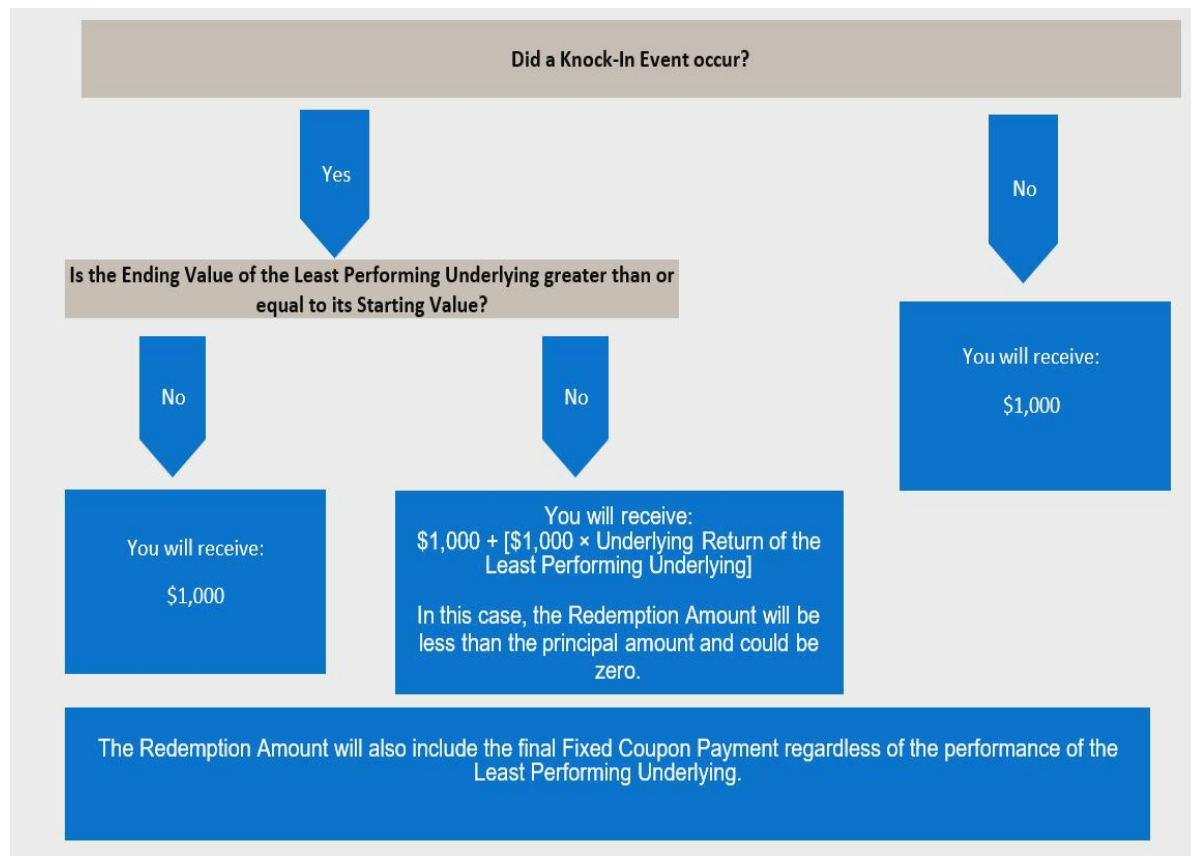 Did a Knock-In Event occur?
Yes
No
Is the Ending Value of the Least Performing Underlying greater than or
equal to its Starting Value?
You will receive:
$1,000
No
No
You will receive:
$1,000
You will receive:
$1,000 + [$1,000 × Underlying Return of the
Least Performing Underlying]
In this case, the Redemption Amount will be
less than the principal amount and could be
zero.
The Redemption Amount will also include the final Fixed Coupon Payment regardless of the performance of the
Least Performing Underlying.